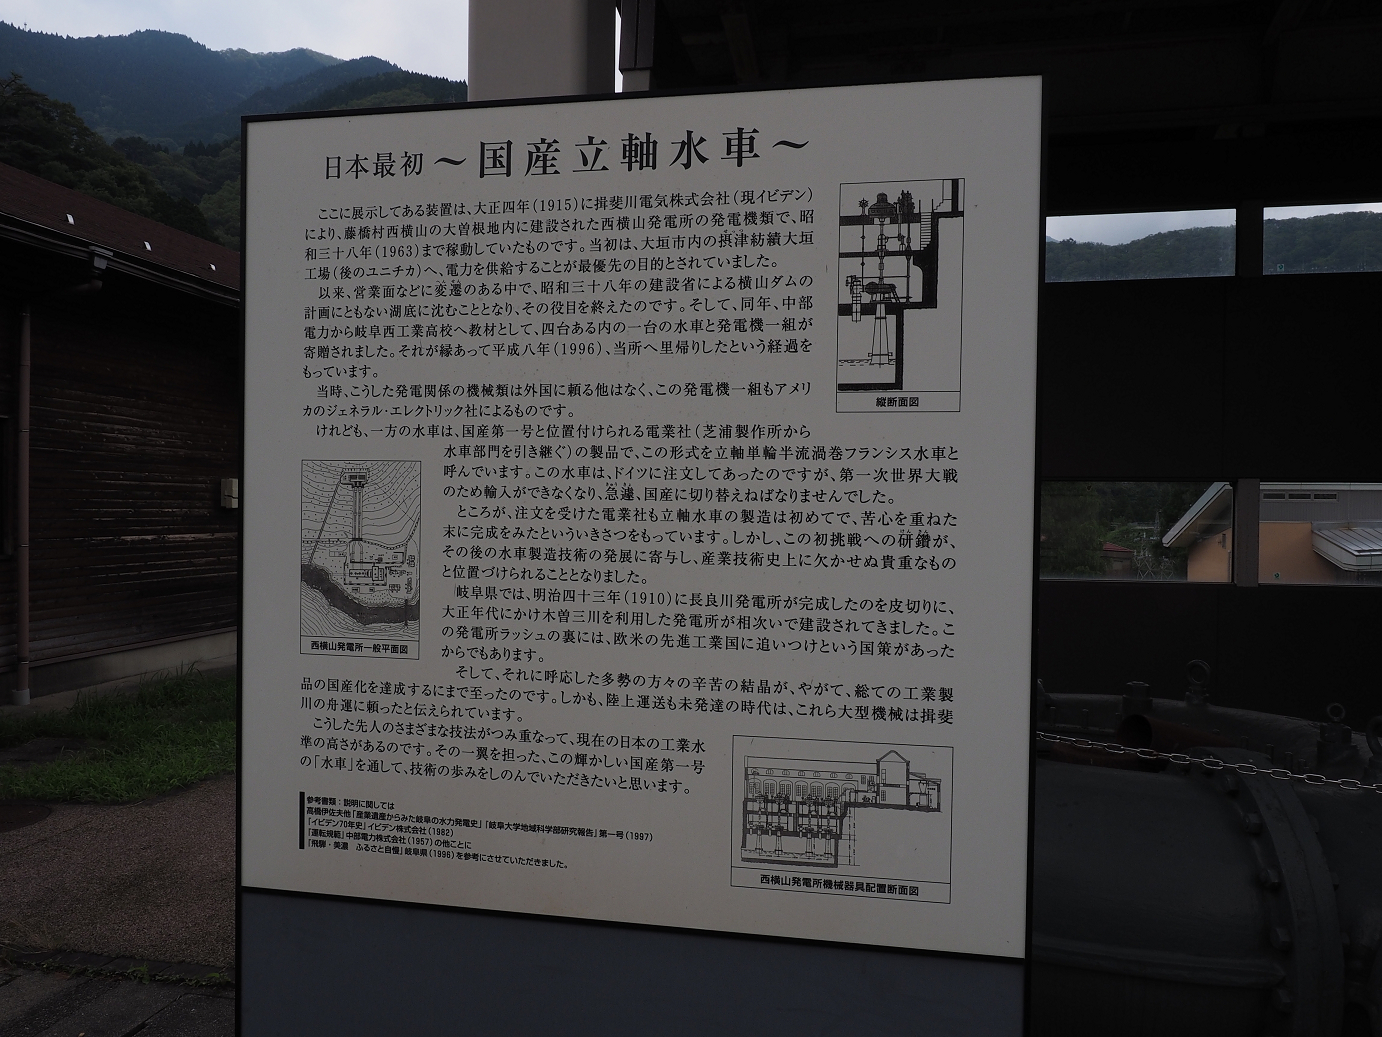 日本最初～国産立軸水車～
ここに展示してある装置は、大正四年(1915)に揖斐川電気株式会社(現イビデン)
により、藤橋村西横山の大曽根地内に建設された西横山発電所の発電機類で、昭
和三十八年(1963)まで稼動していたものです。当初は、大垣市内の摂津紡績大垣
工場(後のユニチカ)へ、電力を供給することが最優先の目的とされていました。
以来、営業面などに変遷のある中で、昭和三十八年の建設省による横山ダムの
計画にともない湖底に沈むこととなり、その役目を終えたのです。そして、同年、中部
電力から岐阜西工業高校へ教材として、四台ある内の一台の水車と発電機一組が
寄贈されました。それが縁あって平成八年(1996)、当所へ里帰りしたという経過を
もっています。
当時、こうした発電関係の機械類は外国に頼る他はなく、この発電機一組もアメリ
カのジェネラル・エレクトリック社によるものです。
けれども、一方の水車は、国産第一号と位置付けられる電業社(芝浦製作所から
水車部門を引き継ぐ)の製品で、この形式を立軸単輪半流渦巻フランシス水車と
呼んでいます。この水車は、ドイツに注文してあったのですが、第一次世界大戦
のため輸入ができなくなり、急遽、国産に切り替えねばなりませんでした。
ところが、注文を受けた電業社も立軸水車の製造は初めてで、苦心を重ねた
末に完成をみたといういきさつをもっています。しかし、この初挑戦への研鑽が、
その後の水車製造技術の発展に寄与し、産業技術史上に欠かせぬ貴重なもの
と位置づけられることとなりました。
岐阜県では、明治四十三年(1910)に長良川発電所が完成したのを皮切りに、
大正年代にかけ木曽三川を利用した発電所が相次いで建設されてきました。こ
の発電所ラッシュの裏には、欧米の先進工業国に追いつけという国策があった
からでもあります。
そして、それに呼応した多勢の方々の辛苦の結晶が、やがて、総ての工業製
品の国産化を達成するにまで至ったのです。しかも、陸上運送も未発達の時代は、これら大型機械は揖斐
川の舟運に頼ったと伝えられています。
こうした先人のさまざまな技法がつみ重なって、現在の日本の工業水
準の高さがあるのです。その一翼を担った、この輝かしい国産第一号
の「水車」を通して、技術の歩みをしのんでいただきたいと思います。
縦断面図
西横山発電所一般平面図
西横山発電所機械器具配置断面図
参考書類:説明に関しては
高橋伊佐夫他「産業遺産からみた岐阜の水力発電史」「岐阜大学地域科学部研究報告」第一号(1997)
「イビデン70年史」イビデン株式会社(1982)
「運転規範」中部電力株式会社(1957)の他ことに
「飛騨・美濃 ふるさと自慢」岐阜県(1996)を参考にさせていただきました。